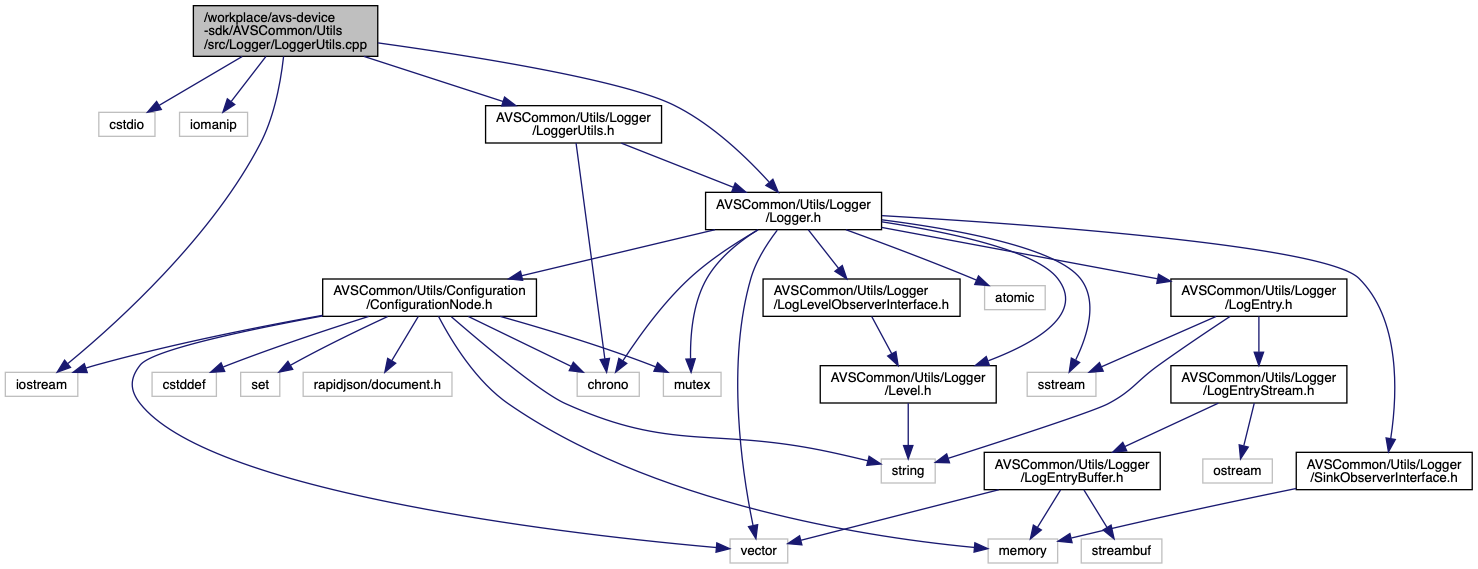 /workplace/avs-device
-sdk/AVSCommon/Utils
/src/Logger/LoggerUtils.cpp
cstdio
iomanip
AVSCommon/Utils/Logger
/LoggerUtils.h
AVSCommon/Utils/Logger
/Logger.h
AVSCommon/Utils/Configuration
/ConfigurationNode.h
AVSCommon/Utils/Logger
/LogLevelObserverInterface.h
atomic
AVSCommon/Utils/Logger
/LogEntry.h
iostream
cstddef
set
rapidjson/document.h
chrono
mutex
AVSCommon/Utils/Logger
/Level.h
sstream
AVSCommon/Utils/Logger
/LogEntryStream.h
string
AVSCommon/Utils/Logger
/LogEntryBuffer.h
ostream
AVSCommon/Utils/Logger
/SinkObserverInterface.h
vector
memory
streambuf